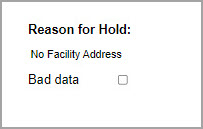 Reason for Hold:
No Facility Address
Bad data